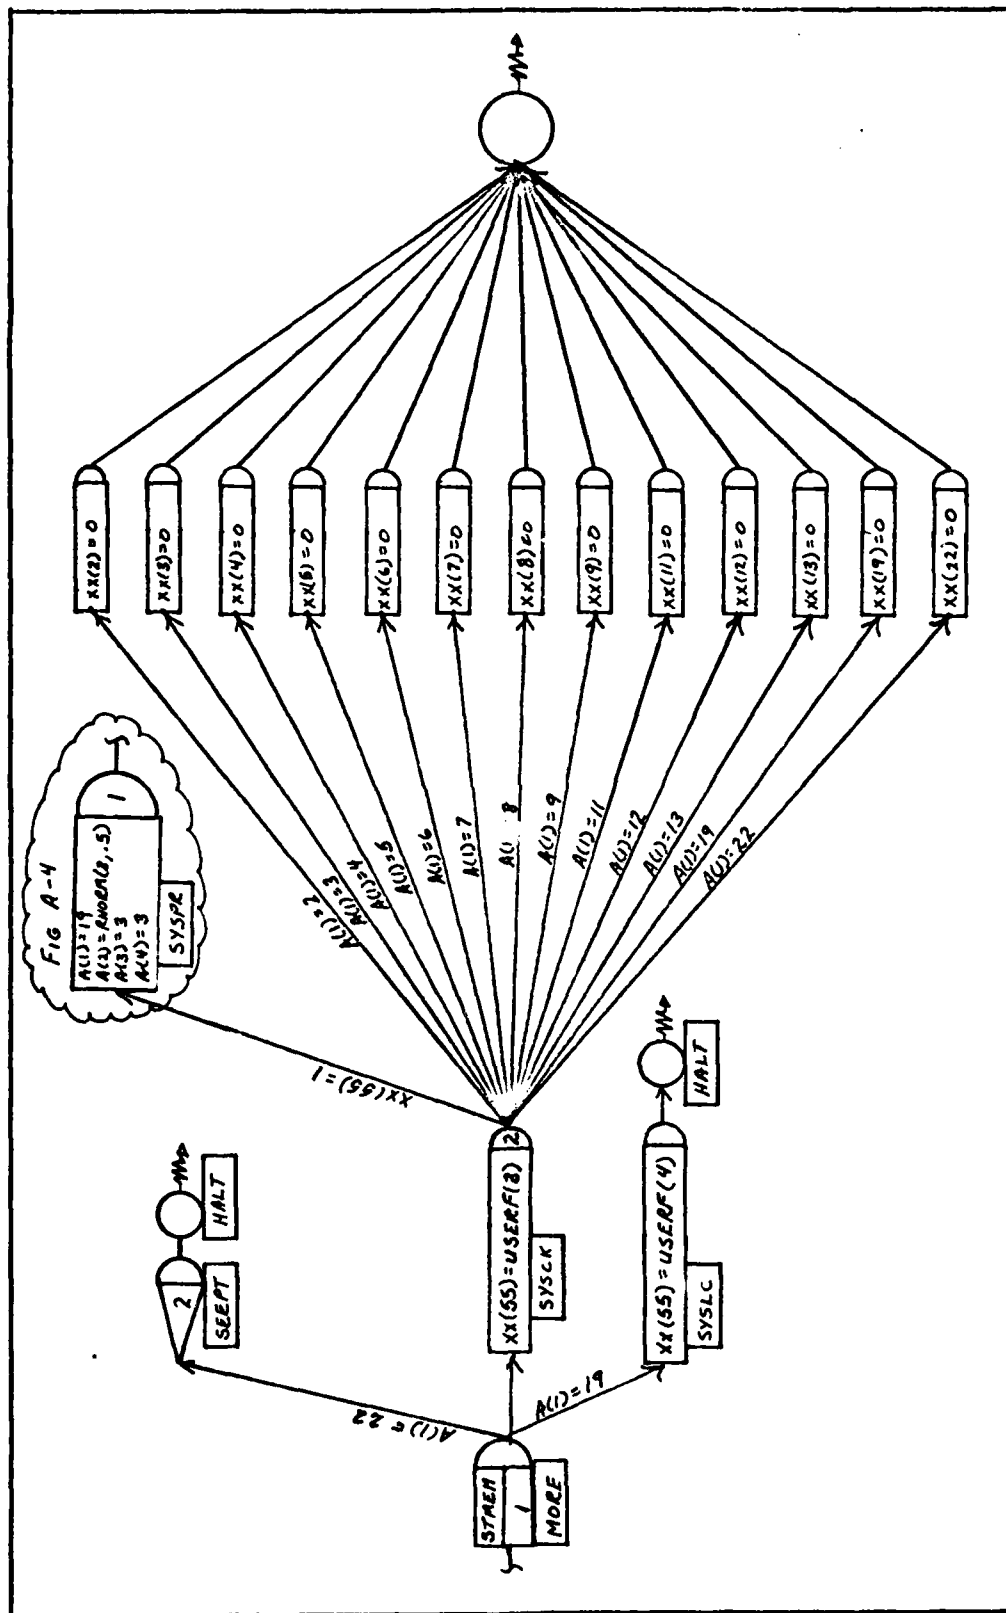 FIG A-4
A(1)=19
A(2)=RNORM(3,.5)
A(3)=3
A(4)=3
1
SYSPR
XX(55)=1
A(1)=22
2
SEEPT
HALT
STMEM
1
MORE
XX(55)=USERF(3)
2
SYSCK
A(1)=19
XX(55)=USERF(4)
SYSLC
HALT
A(1)=2
A(1)=3
A(1)=4
A(1)=5
A(1)=6
A(1)=7
A(1 8
A(1)=9
A(1)=11
A(1)=12
A(1)=13
A(1)=19
A(1)=22
XX(2)=0
XX(3)=0
XX(4)=0
XX(5)=0
XX(6)=0
XX(7)=0
XX(8)=0
XX(9)=0
XX(11)=0
XX(12)=0
XX(13)=0
XX(19)=0
XX(22)=0